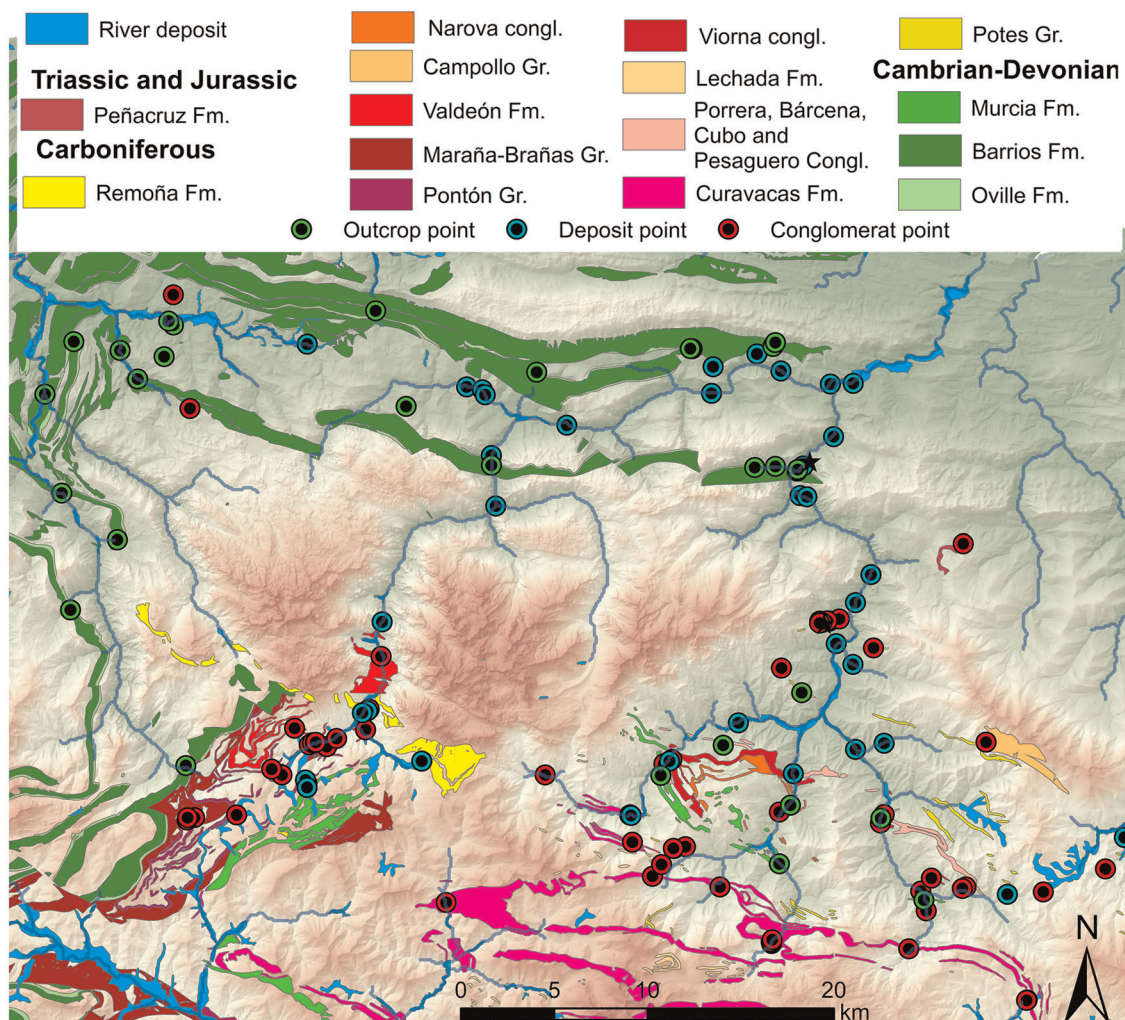 River deposit
Triassic and Jurassic
Peñacruz Fm.
Carboniferous
Remoña Fm.
Narova congl.
Campollo Gr.
Valdeón Fm.
Maraña-Brañas Gr.
Pontón Gr.
Viorna congl.
Lechada Fm.
Porrera, Bárcena,
Cubo and
Pesaguero Congl.
Curavacas Fm.
Potes Gr.
Cambrian-Devonian
Murcia Fm.
Barrios Fm.
Oville Fm.
Outcrop point Deposit point Conglomerat point
N
0 5 10 20
km